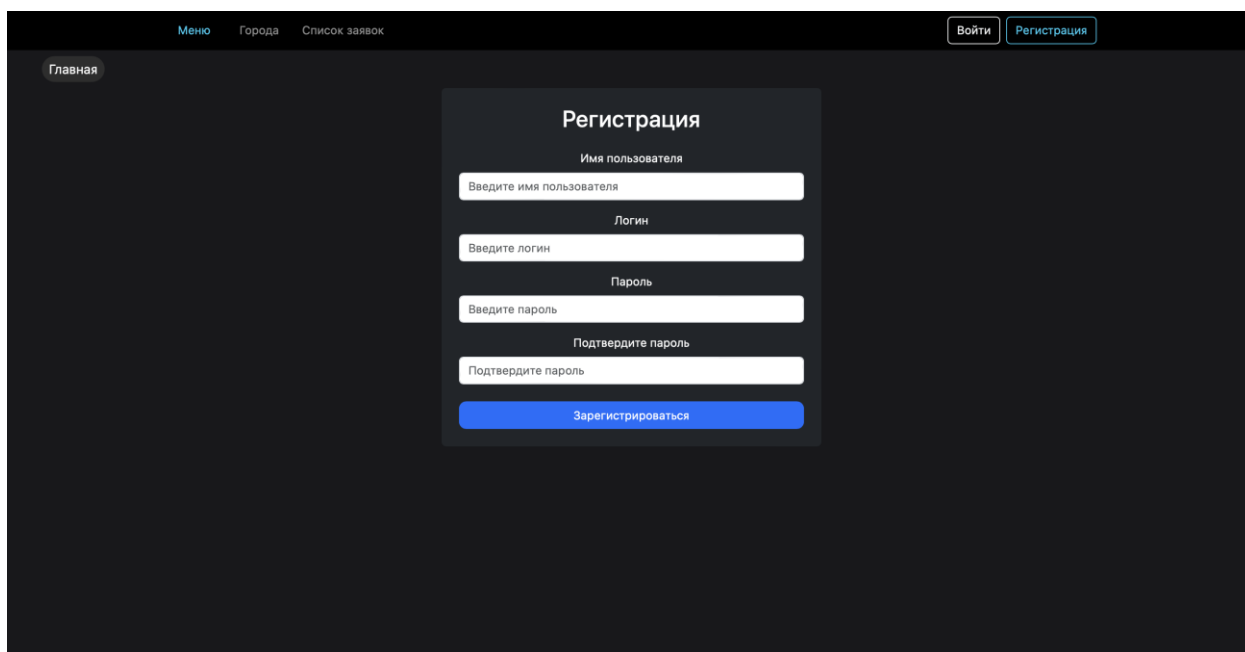 Меню Города Список заявок Войти Регистрация
Главная
Регистрация
Имя пользователя
Введите имя пользователя
Логин
Введите логин
Пароль
Введите пароль
Подтвердите пароль
Подтвердите пароль
Зарегистрироваться